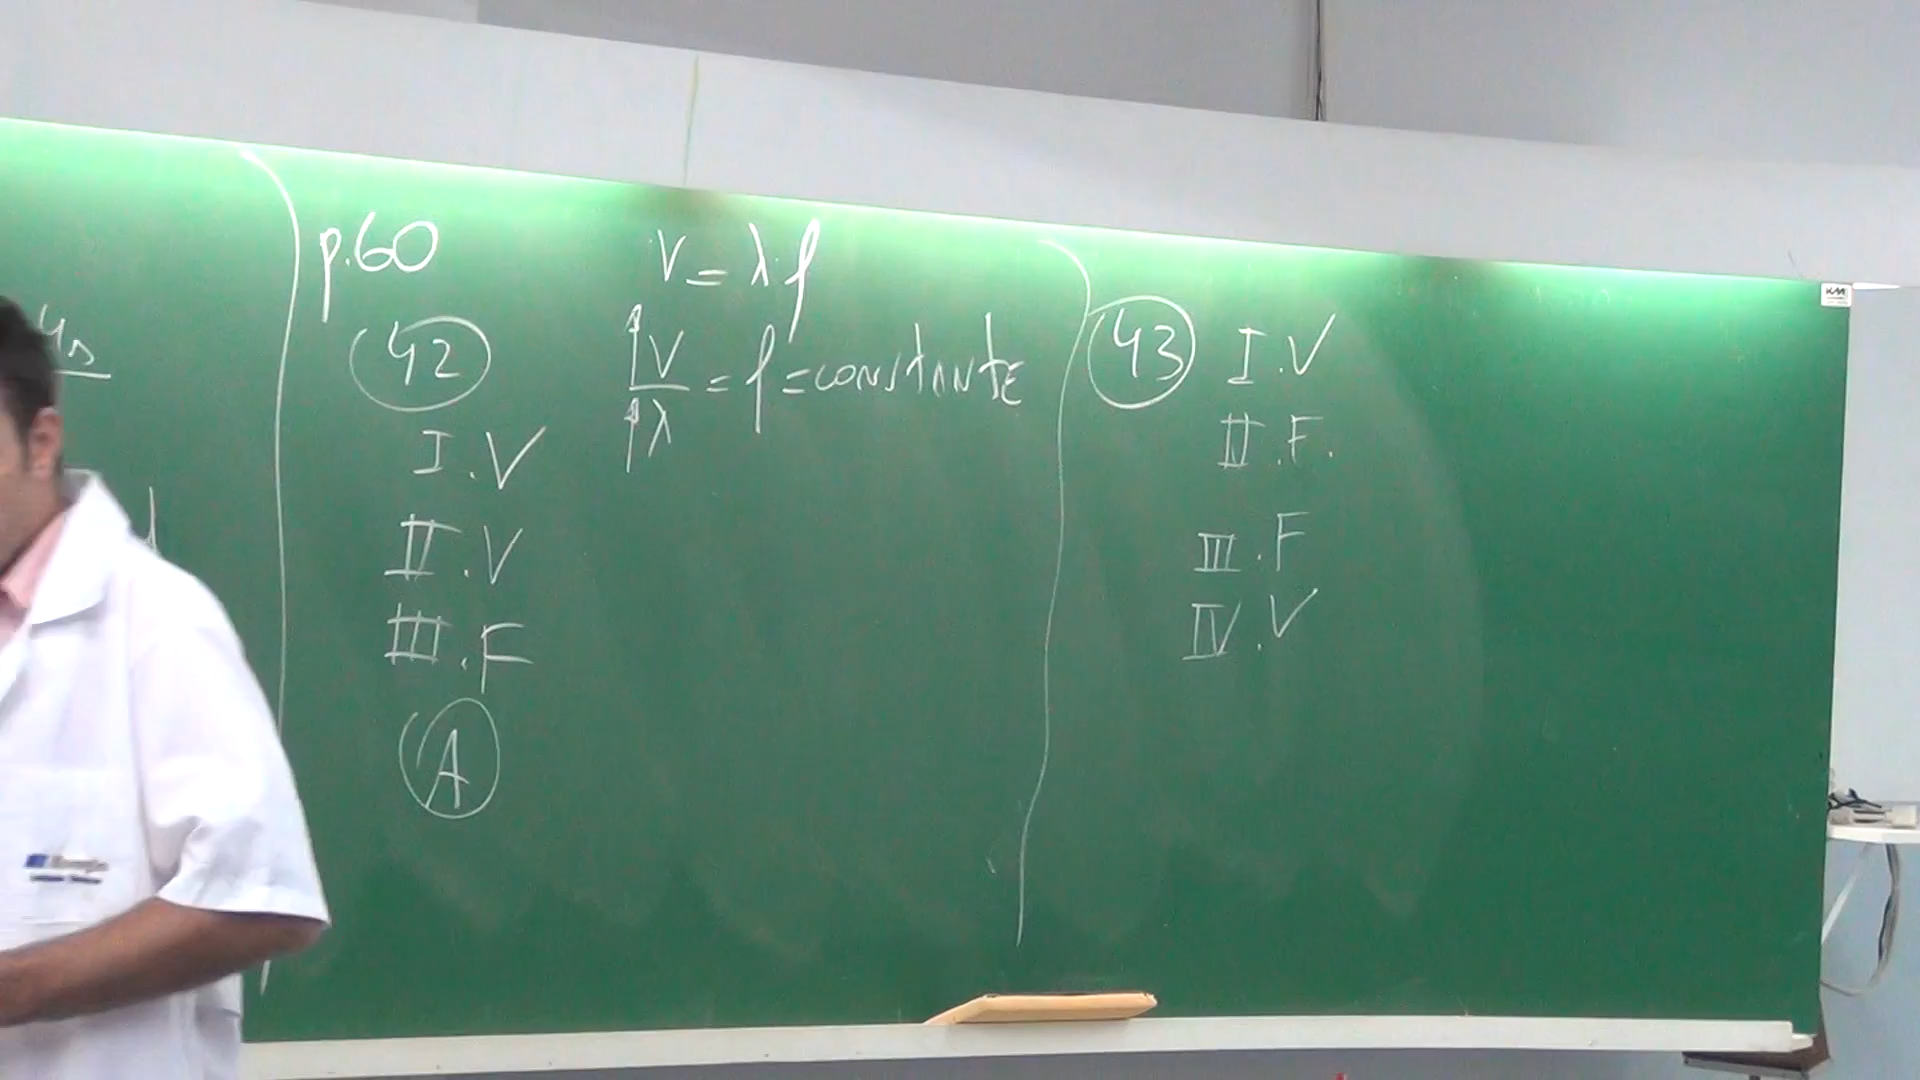 p.60
V = λ.f
42
V/λ = f = constante
I.V
II.V
III.F
A
43
I.V
II.F.
III.F
IV.V